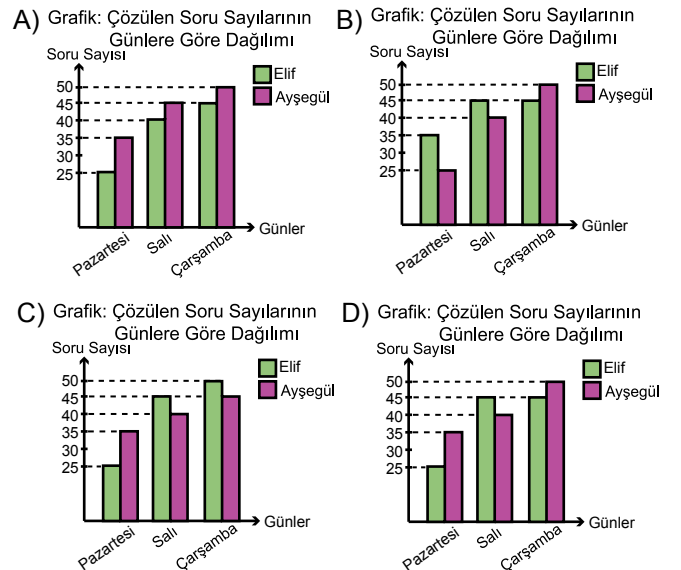 A) Grafik: Çözülen Soru Sayılarının
Günlere Göre Dağılımı
Soru Sayısı
50
45
40
35
30
25
Elif
Ayşegül
Günler
Pazartesi
Salı
Çarşamba
B) Grafik: Çözülen Soru Sayılarının
Günlere Göre Dağılımı
Soru Sayısı
50
45
40
35
30
25
Elif
Ayşegül
Günler
Pazartesi
Salı
Çarşamba
C) Grafik: Çözülen Soru Sayılarının
Günlere Göre Dağılımı
Soru Sayısı
50
45
40
35
30
25
Elif
Ayşegül
Günler
Pazartesi
Salı
Çarşamba
D) Grafik: Çözülen Soru Sayılarının
Günlere Göre Dağılımı
Soru Sayısı
50
45
40
35
30
25
Elif
Ayşegül
Günler
Pazartesi
Salı
Çarşamba